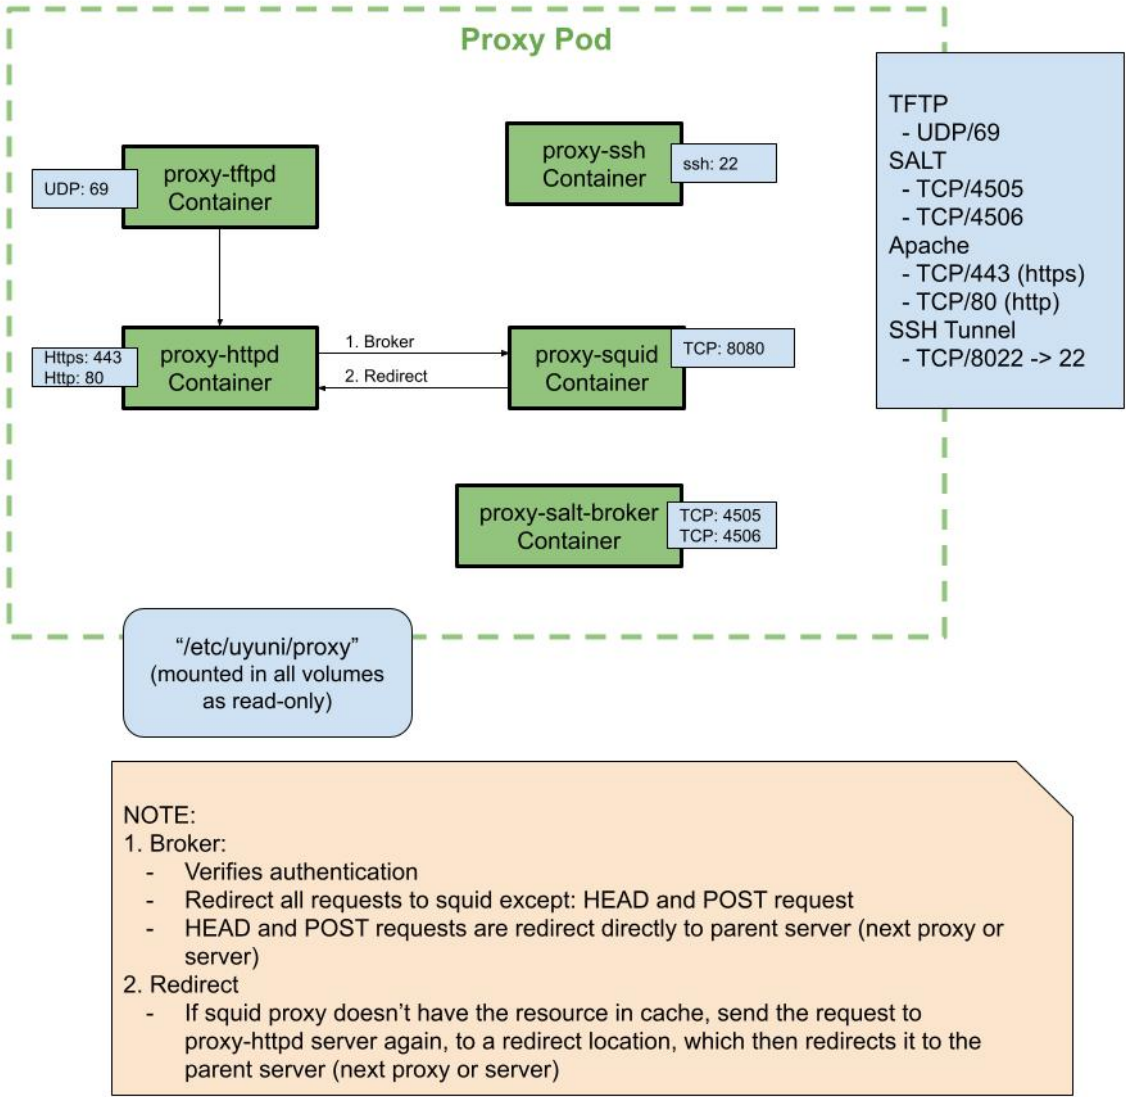 Proxy Pod
TFTP
- UDP/69
SALT
- TCP/4505
- TCP/4506
Apache
- TCP/443 (https)
- TCP/80 (http)
SSH Tunnel
- TCP/8022 -> 22
proxy-ssh
Container
ssh: 22
UDP: 69
proxy-tftpd
Container
Https: 443
Http: 80
proxy-httpd
Container
1. Broker
2. Redirect
proxy-squid
Container
TCP: 8080
proxy-salt-broker
Container
TCP: 4505
TCP: 4506
“/etc/uyuni/proxy”
(mounted in all volumes
as read-only)
NOTE:
1. Broker:
- Verifies authentication
- Redirect all requests to squid except: HEAD and POST request
- HEAD and POST requests are redirect directly to parent server (next proxy or
server)
2. Redirect
- If squid proxy doesn’t have the resource in cache, send the request to
proxy-httpd server again, to a redirect location, which then redirects it to the
parent server (next proxy or server)